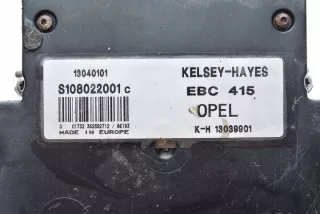 13040101
S108022001 c
MADE IN EUROPE
KELSEY-HAYES
EBC 415
OPEL
K-H 13039901